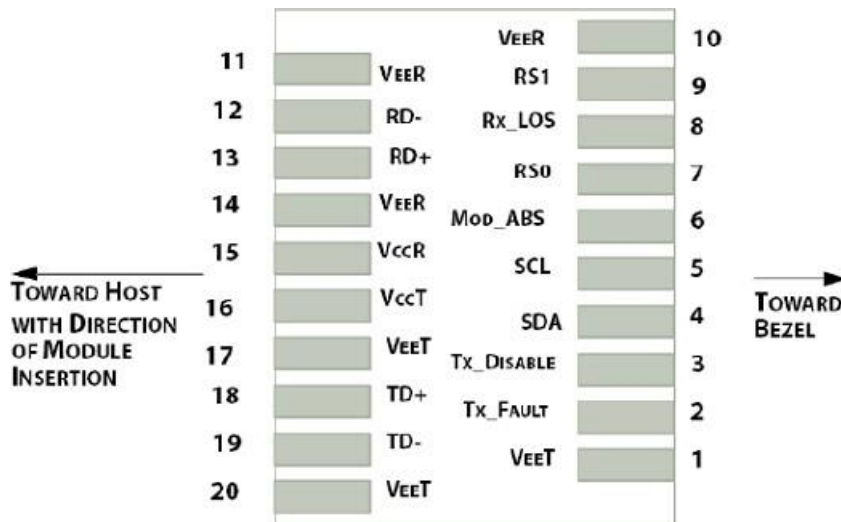 11 VEER
12 RD-
13 RD+
14 VEER
15 VCCR
16 VCCT
17 VEET
18 TD+
19 TD-
20 VEET
VEER 10
RS1 9
RX_LOS 8
RS0 7
MOD_ABS 6
SCL 5
SDA 4
TX_DISABLE 3
TX_FAULT 2
VEET 1
TOWARD HOST
WITH DIRECTION
OF MODULE
INSERTION
TOWARD
BEZEL